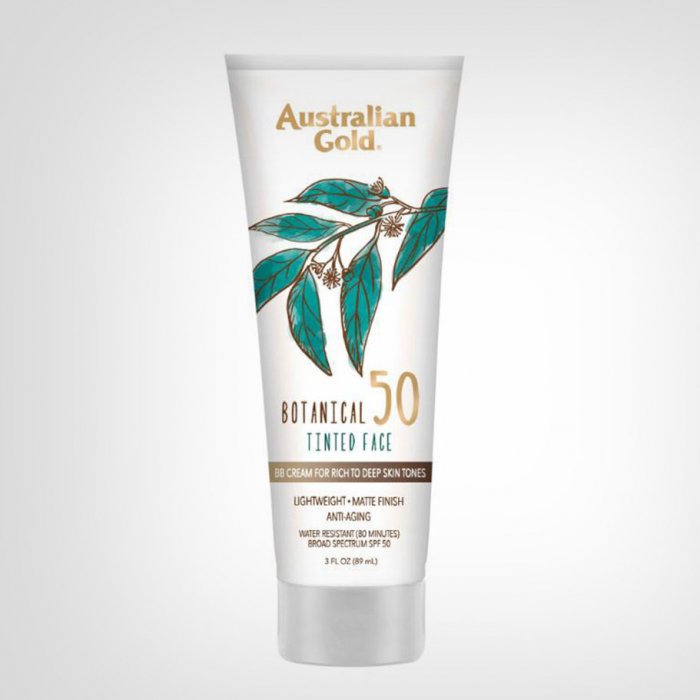 Australian
Gold®
BOTANICAL 50
TINTED FACE
BB CREAM FOR RICH TO DEEP SKIN TONES
LIGHTWEIGHT • MATTE FINISH
ANTI-AGING
WATER RESISTANT (80 MINUTES)
BROAD SPECTRUM SPF 50
3 FL OZ (89 mL)